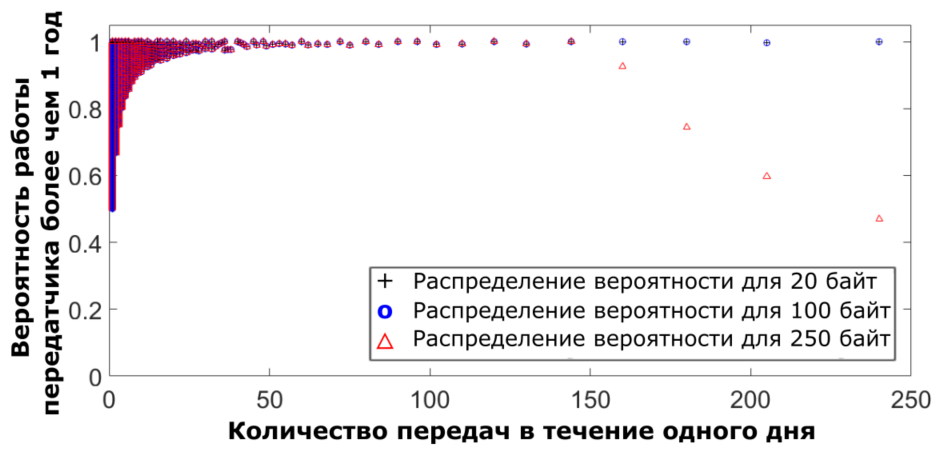 Вероятность работы
передатчика более чем 1 год
1
0.8
0.6
0.4
0.2
0
0 50 100 150 200 250
Распределение вероятности для 20 байт
Распределение вероятности для 100 байт
Распределение вероятности для 250 байт
Количество передач в течение одного дня